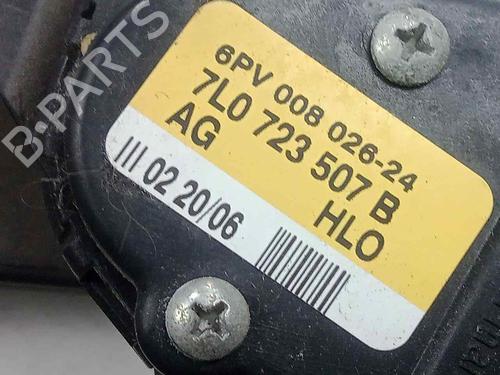 B-PARTS
6PV 008 026-24
7L0 723 507 B
AG HLO
III 02 20/06